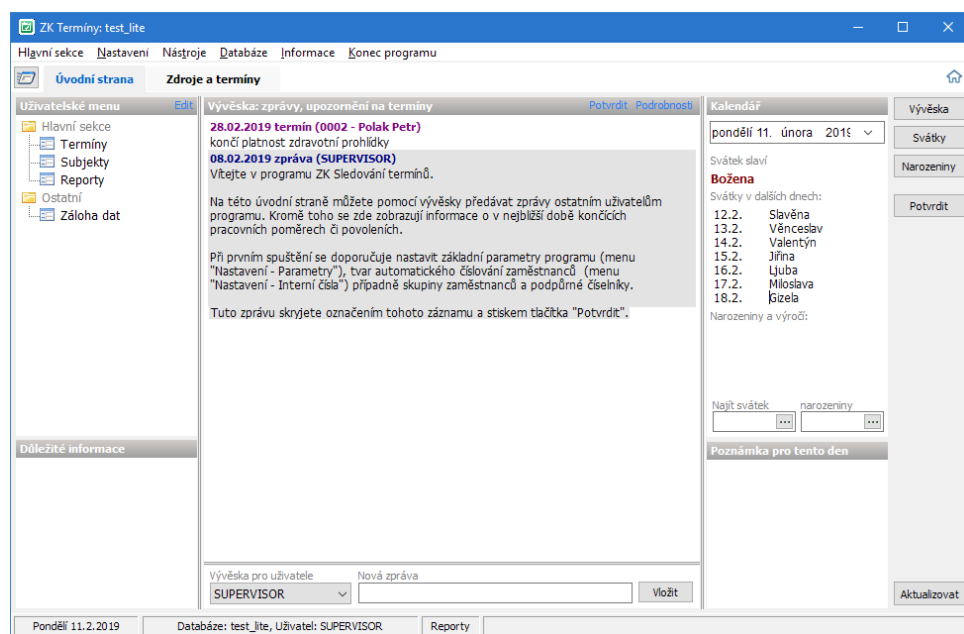 ZK Termíny: test_lite
Hlavní sekce Nastavení Nástroje Databáze Informace Konec programu
Úvodní strana Zdroje a termíny
Uživatelské menu Edit
Hlavní sekce
Termíny
Subjekty
Reporty
Ostatní
Záloha dat
Důležité informace
Vývěska: zprávy, upozornění na termíny Potvrdit Podrobnosti
28.02.2019 termín (0002 - Polak Petr)
končí platnost zdravotní prohlídky
08.02.2019 zpráva (SUPERVISOR)
Vítejte v programu ZK Sledování termínů.
Na této úvodní straně můžete pomocí vývěsky předávat zprávy ostatním uživatelům
programu. Kromě toho se zde zobrazují informace o v nejbližší době končících
pracovních poměrech či povoleních.
Při prvním spuštění se doporučuje nastavit základní parametry programu (menu
"Nastavení - Parametry"), tvar automatického číslování zaměstnanců (menu
"Nastavení - Interní čísla") případně skupiny zaměstnanců a podpůrné číselníky.
Tuto zprávu skryjete označením tohoto záznamu a stiskem tlačítka "Potvrdit".
Vývěska pro uživatele Nová zpráva
SUPERVISOR Vložit
Kalendář
pondělí 11. února 2019
Svátek slaví
Božena
Svátky v dalších dnech:
12.2. Slavěna
13.2. Věnceslav
14.2. Valentýn
15.2. Jiřina
16.2. Ljuba
17.2. Miloslava
18.2. Gizela
Narozeniny a výročí:
Najít svátek narozeniny
... ...
Poznámka pro tento den
Vývěska
Svátky
Narozeniny
Potvrdit
Aktualizovat
Pondělí 11.2.2019 Databáze: test_lite, Uživatel: SUPERVISOR Reporty